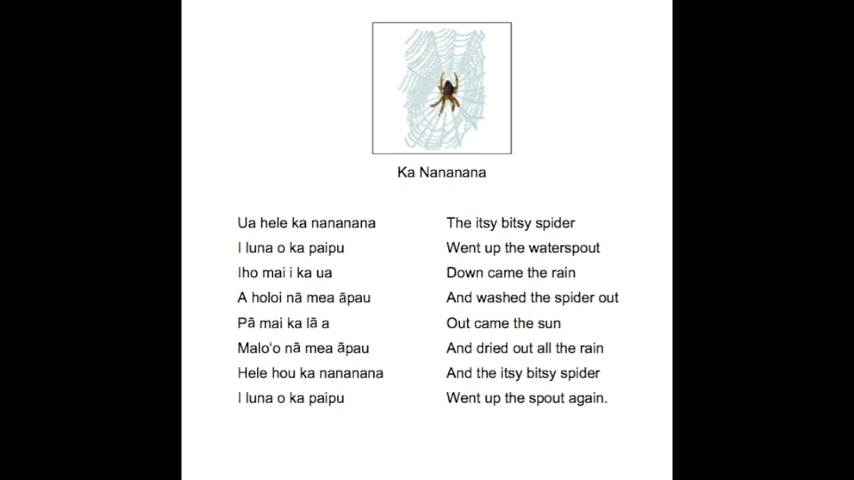 Ka Nananana
Ua hele ka nananana
I luna o ka paipu
Iho mai i ka ua
A holoi nā mea āpau
Pā mai ka lā a
Maloʻo nā mea āpau
Hele hou ka nananana
I luna o ka paipu
The itsy bitsy spider
Went up the waterspout
Down came the rain
And washed the spider out
Out came the sun
And dried out all the rain
And the itsy bitsy spider
Went up the spout again.